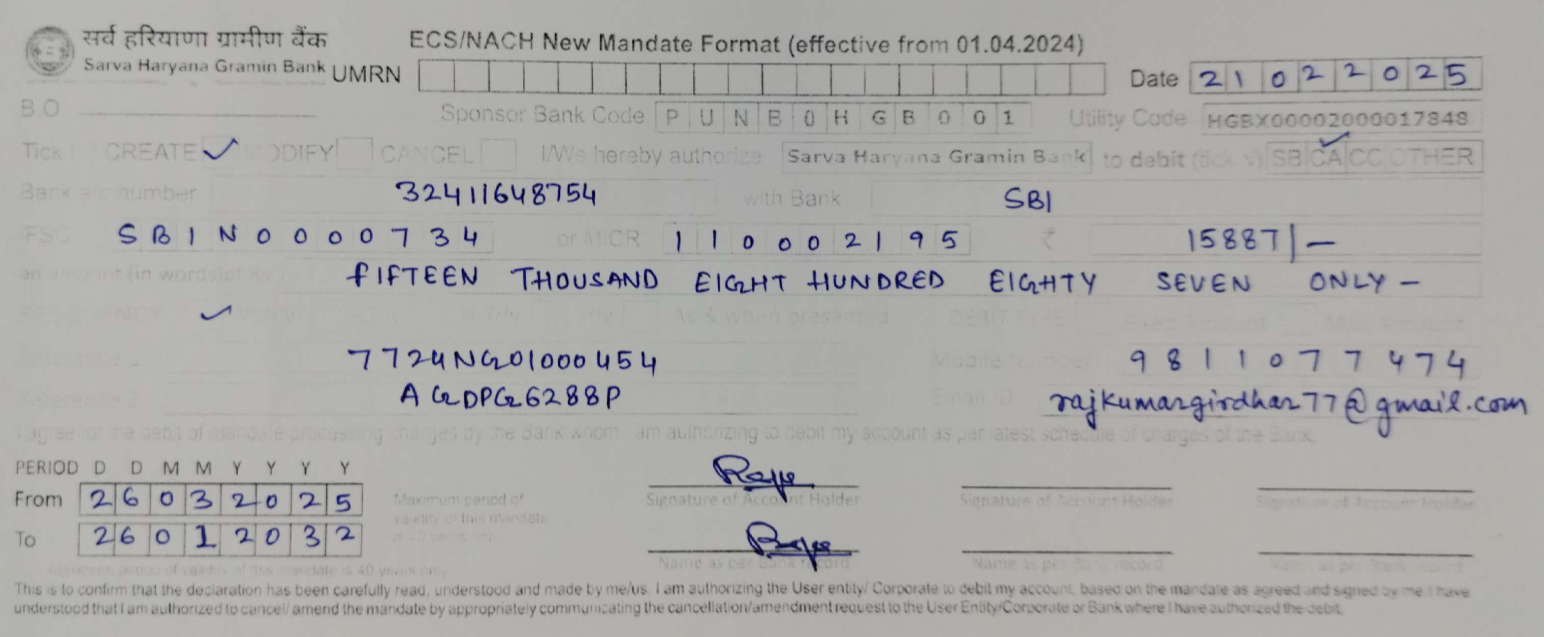 सर्व हरियाणा ग्रामीण बैंक
Sarva Haryana Gramin Bank
ECS/NACH New Mandate Format (effective from 01.04.2024)
UMRN Date 21022025
B.O Sponsor Bank Code PUNB0HGB001 Utility Code HGBX00002000017848
Tick CREATE ✓ MODIFY CANCEL I/We hereby authorize Sarva Haryana Gramin Bank to debit (tick ✓) SB CA ✓ CC OTHER
Bank a/c number 32411648754 with Bank SBI
IFSC SBIN0000734 or MICR 110002195 ₹ 15887/-
an amount (in words) of FIFTEEN THOUSAND EIGHT HUNDRED EIGHTY SEVEN ONLY -
FREQUENCY ✓ As & when presented DEBIT TYPE Fixed Amount Max Amount
Reference 1 7724NG01000454 Mobile Number 9811077474
Reference 2 AGDPG6288P Email ID rajkumargirdhar77@gmail.com
I agree for the debit of mandate processing charges by the Bank whom I am authorizing to debit my account as per latest schedule of charges of the Bank.
PERIOD D D M M Y Y Y Y
From 26032025
To 26012032
Maximum period of
validity of this mandate
is 40 years only
Signature of Account Holder Signature of Account Holder Signature of Account Holder
Name as per Bank record Name as per Bank record Name as per Bank record
period of validity of this mandate is 40 years only
This is to confirm that the declaration has been carefully read, understood and made by me/us. I am authorizing the User entity/ Corporate to debit my account, based on the mandate as agreed and signed by me. I have
understood that I am authorized to cancel/ amend the mandate by appropriately communicating the cancellation/amendment request to the User Entity/Corporate or Bank where I have authorized the debit.